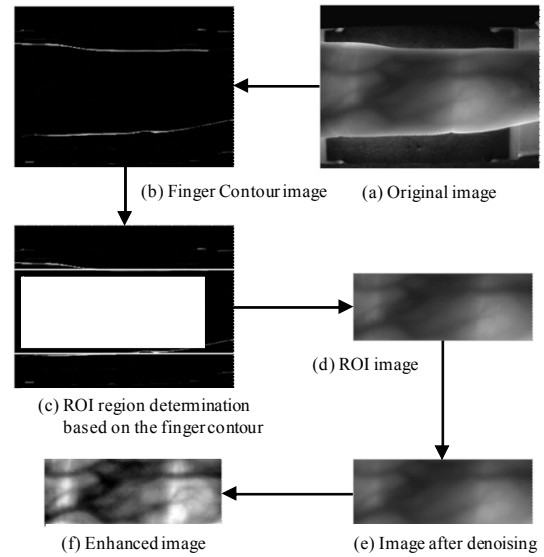 (b) Finger Contour image
(a) Original image
(c) ROI region determination
based on the finger contour
(d) ROI image
(f) Enhanced image
(e) Image after denoising